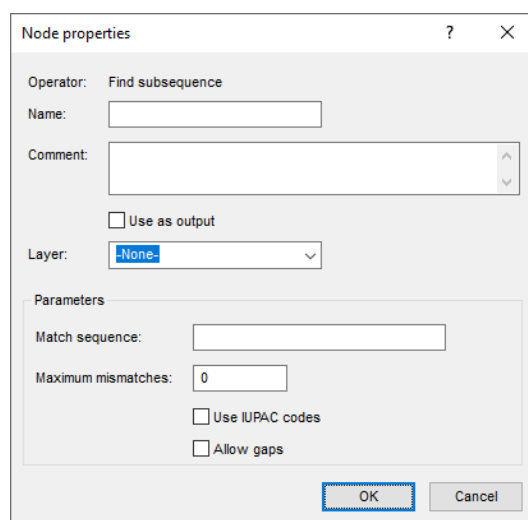 Node properties ?
Operator: Find subsequence
Name:
Comment:
Use as output
Layer: -None-
Parameters
Match sequence:
Maximum mismatches: 0
Use IUPAC codes
Allow gaps
OK Cancel